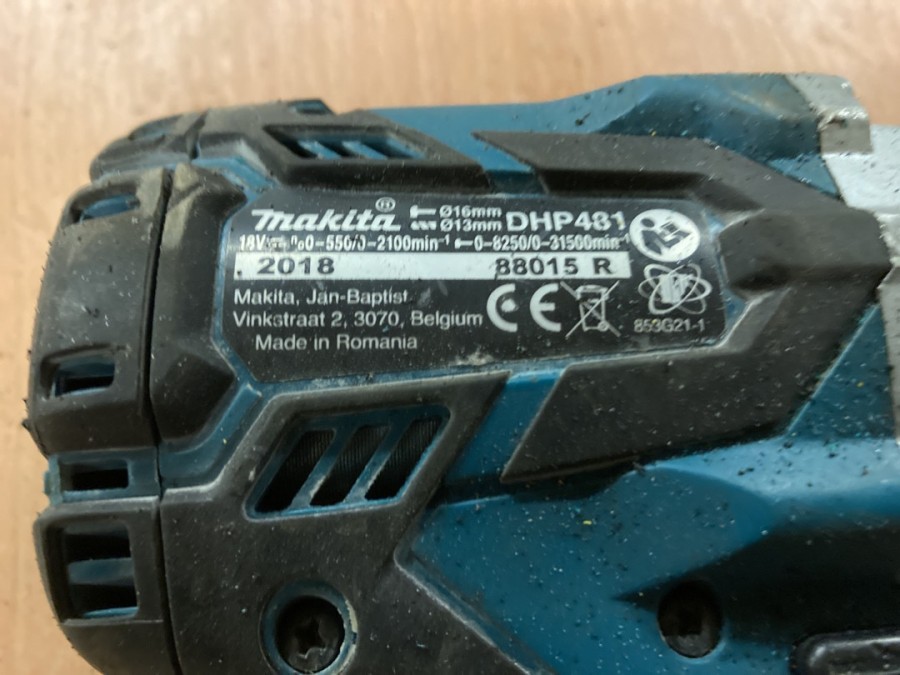 makita® Ø16mm Ø13mm DHP481
18V 0-550/0-2100min⁻¹ 0-8250/0-31500min⁻¹
2018 88015 R
Makita, Jan-Baptist
Vinkstraat 2, 3070, Belgium CE
Made in Romania
853G21-1